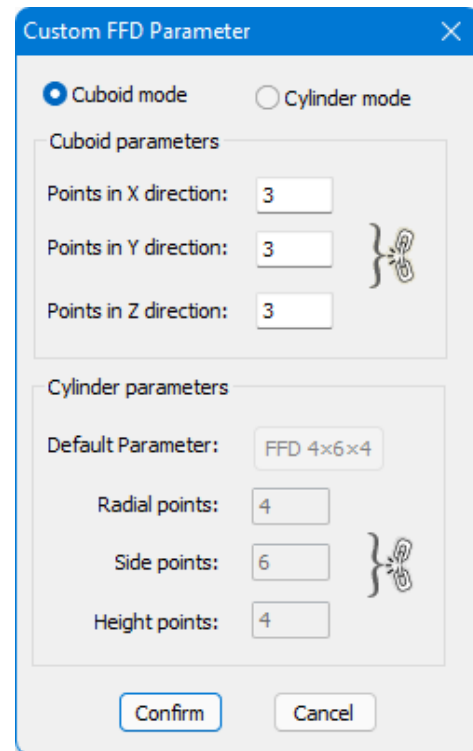 Custom FFD Parameter
Cuboid mode Cylinder mode
Cuboid parameters
Points in X direction: 3
Points in Y direction: 3
Points in Z direction: 3
Cylinder parameters
Default Parameter: FFD 4×6×4
Radial points: 4
Side points: 6
Height points: 4
Confirm Cancel